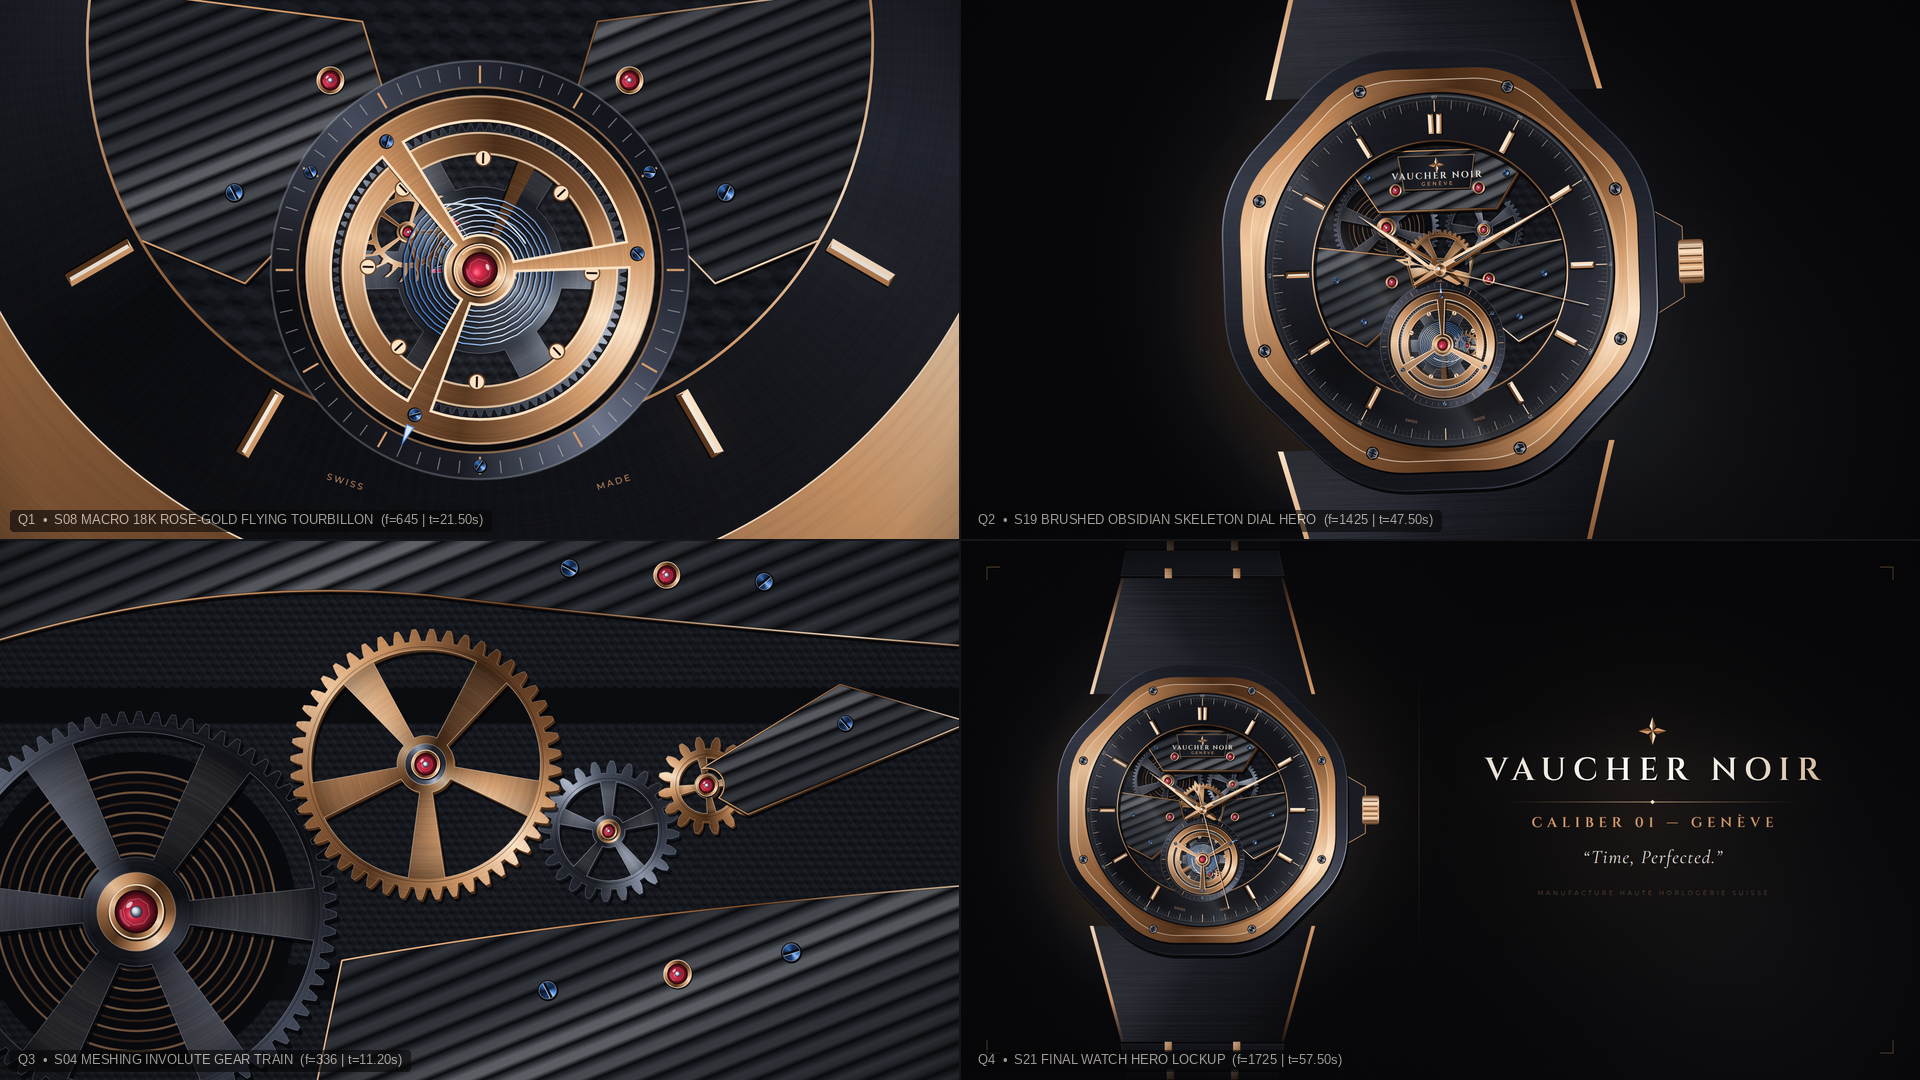 SWISS MADE
Q1 • S08 MACRO 18K ROSE-GOLD FLYING TOURBILLON (f=645 | t=21.50s)
VAUCHER NOIR
GENÈVE
Q2 • S19 BRUSHED OBSIDIAN SKELETON DIAL HERO (f=1425 | t=47.50s)
Q3 • S04 MESHING INVOLUTE GEAR TRAIN (f=336 | t=11.20s)
VAUCHER NOIR
GENÈVE
VAUCHER NOIR
CALIBER 01 – GENÈVE
“Time, Perfected.”
MANUFACTURE HAUTE HORLOGERIE SUISSE
Q4 • S21 FINAL WATCH HERO LOCKUP (f=1725 | t=57.50s)